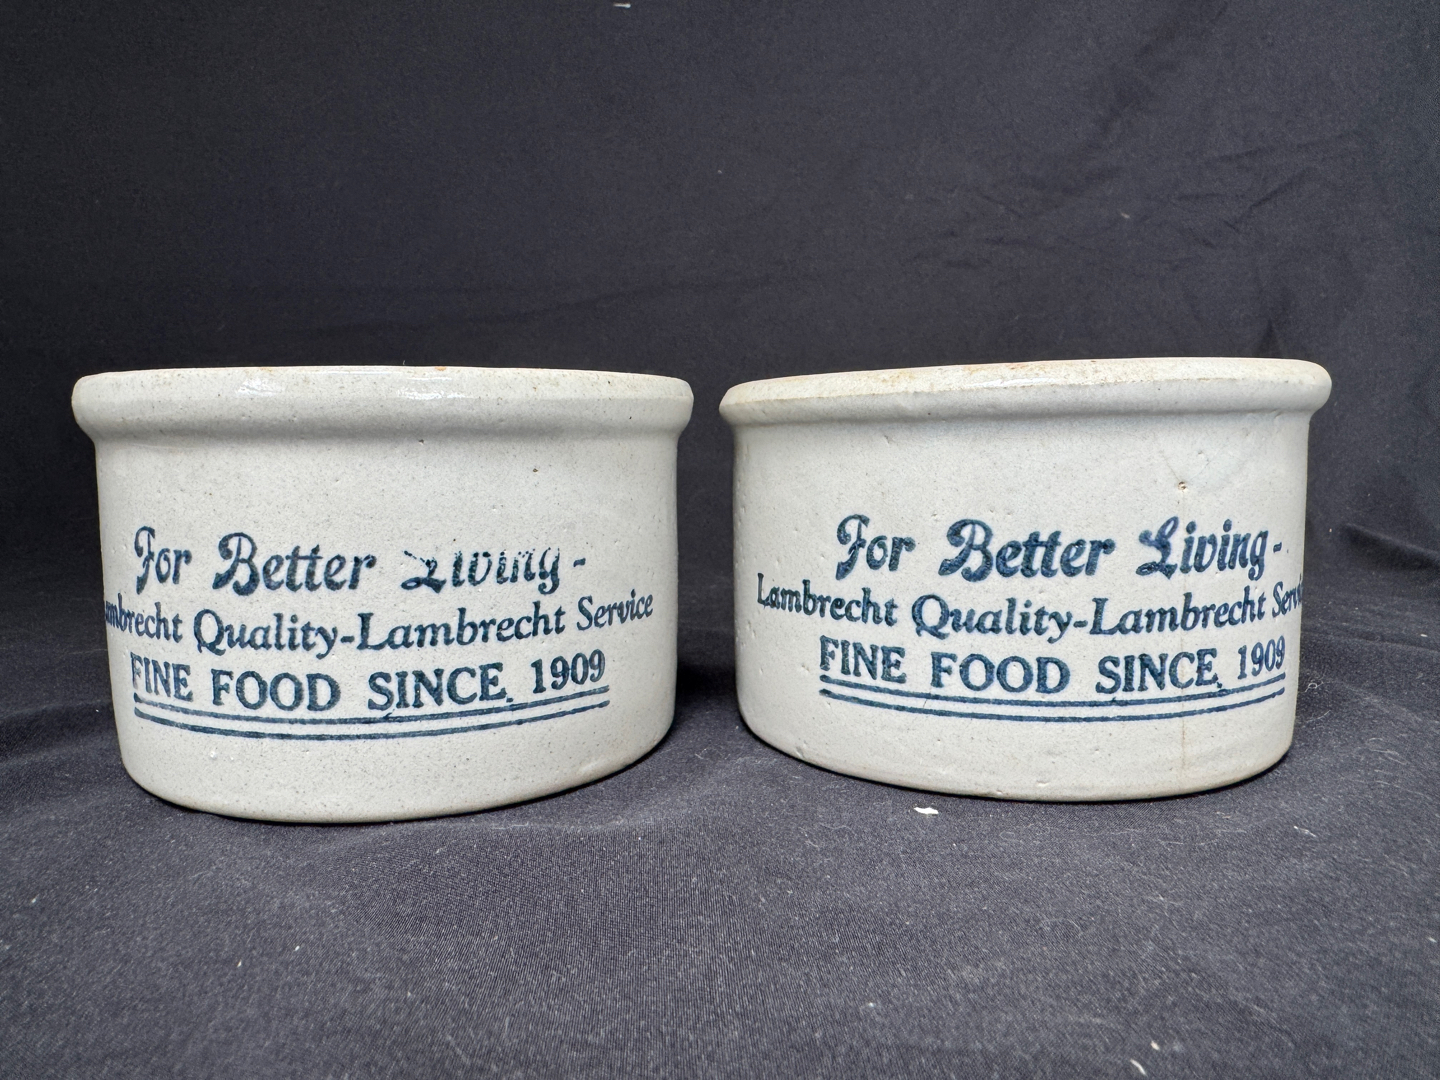 For Better Living-
ambrecht Quality-Lambrecht Service
FINE FOOD SINCE. 1909
For Better Living-
Lambrecht Quality-Lambrecht Servi
FINE FOOD SINCE. 1909